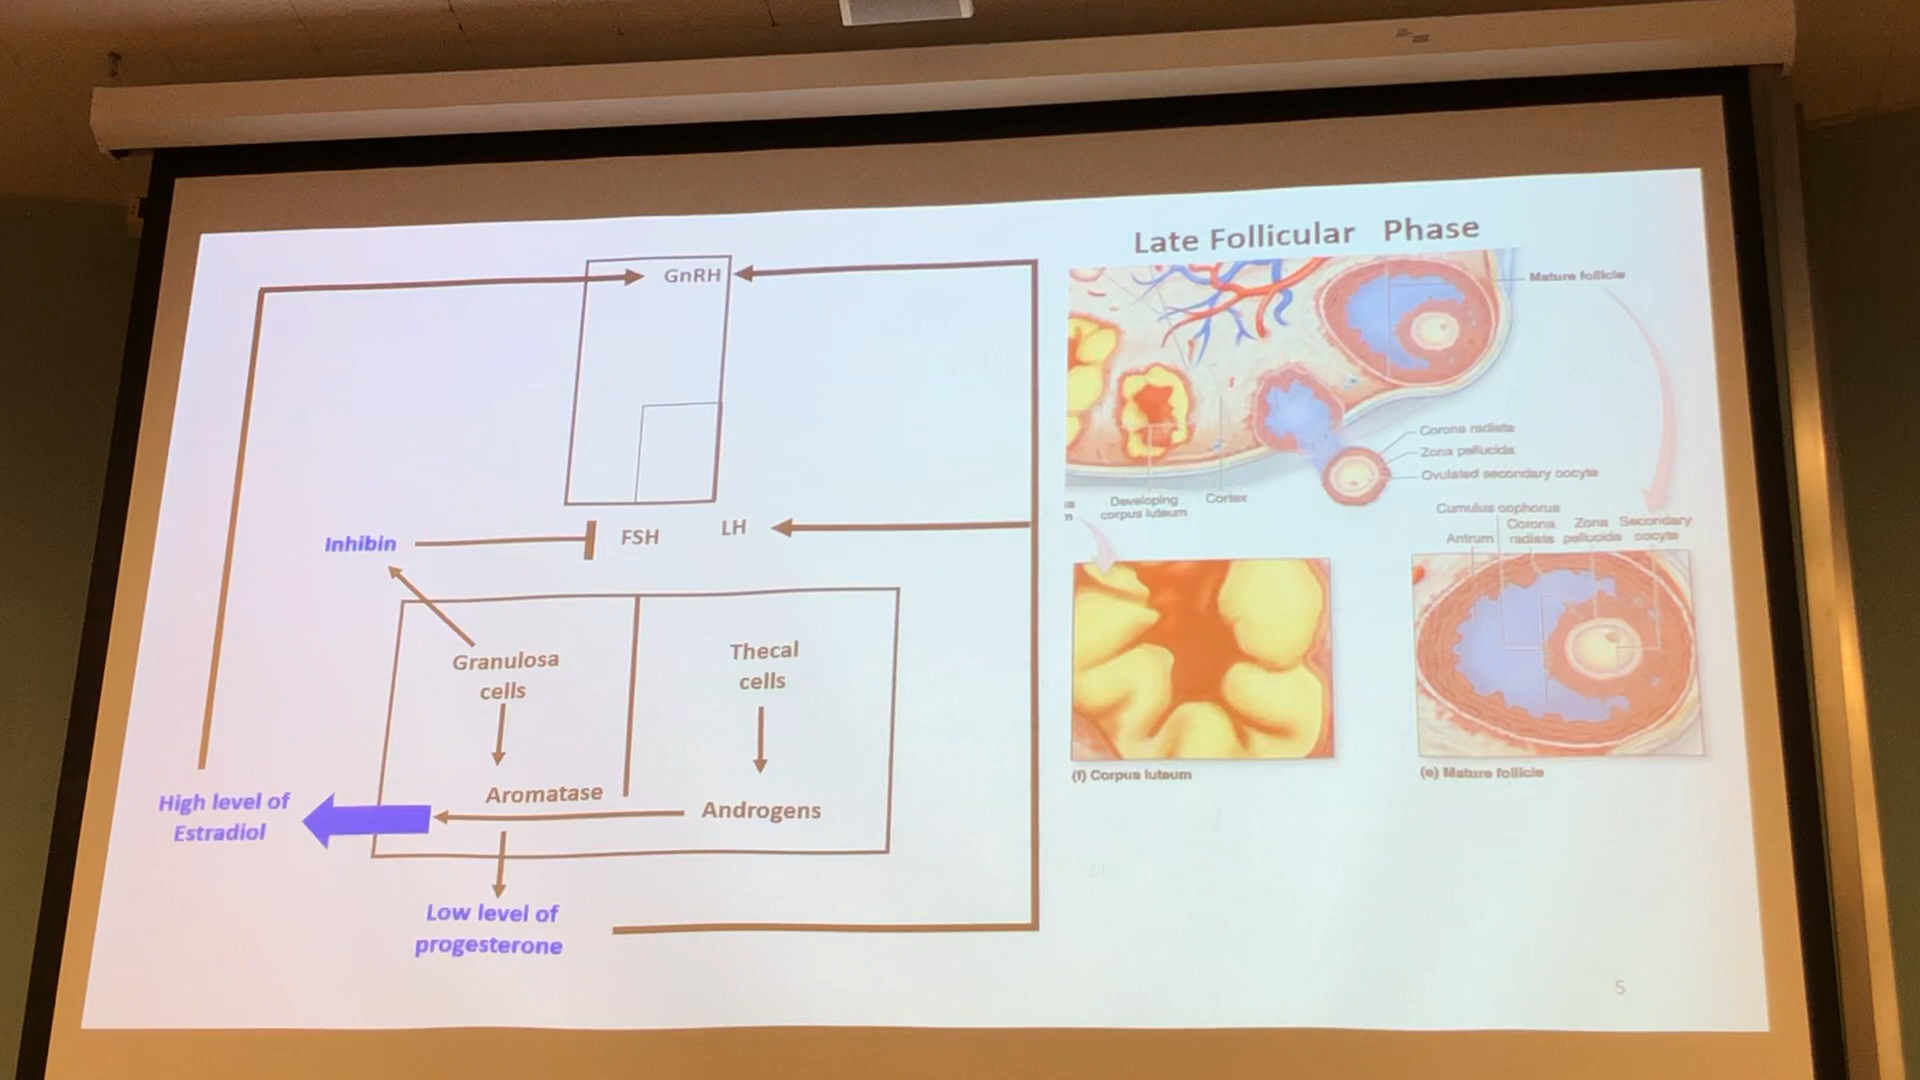 Late Follicular Phase
GnRH
Inhibin
FSH
LH
Granulosa
cells
Thecal
cells
Aromatase
Androgens
High level of
Estradiol
Low level of
progesterone
Mature follicle
Corona radiata
Zona pellucida
Ovulated secondary oocyte
Developing
corpus luteum
Cortex
Cumulus oophorus
Antrum
Corona
radiata
Zona
pellucida
Secondary
oocyte
(f) Corpus luteum
(e) Mature follicle
5